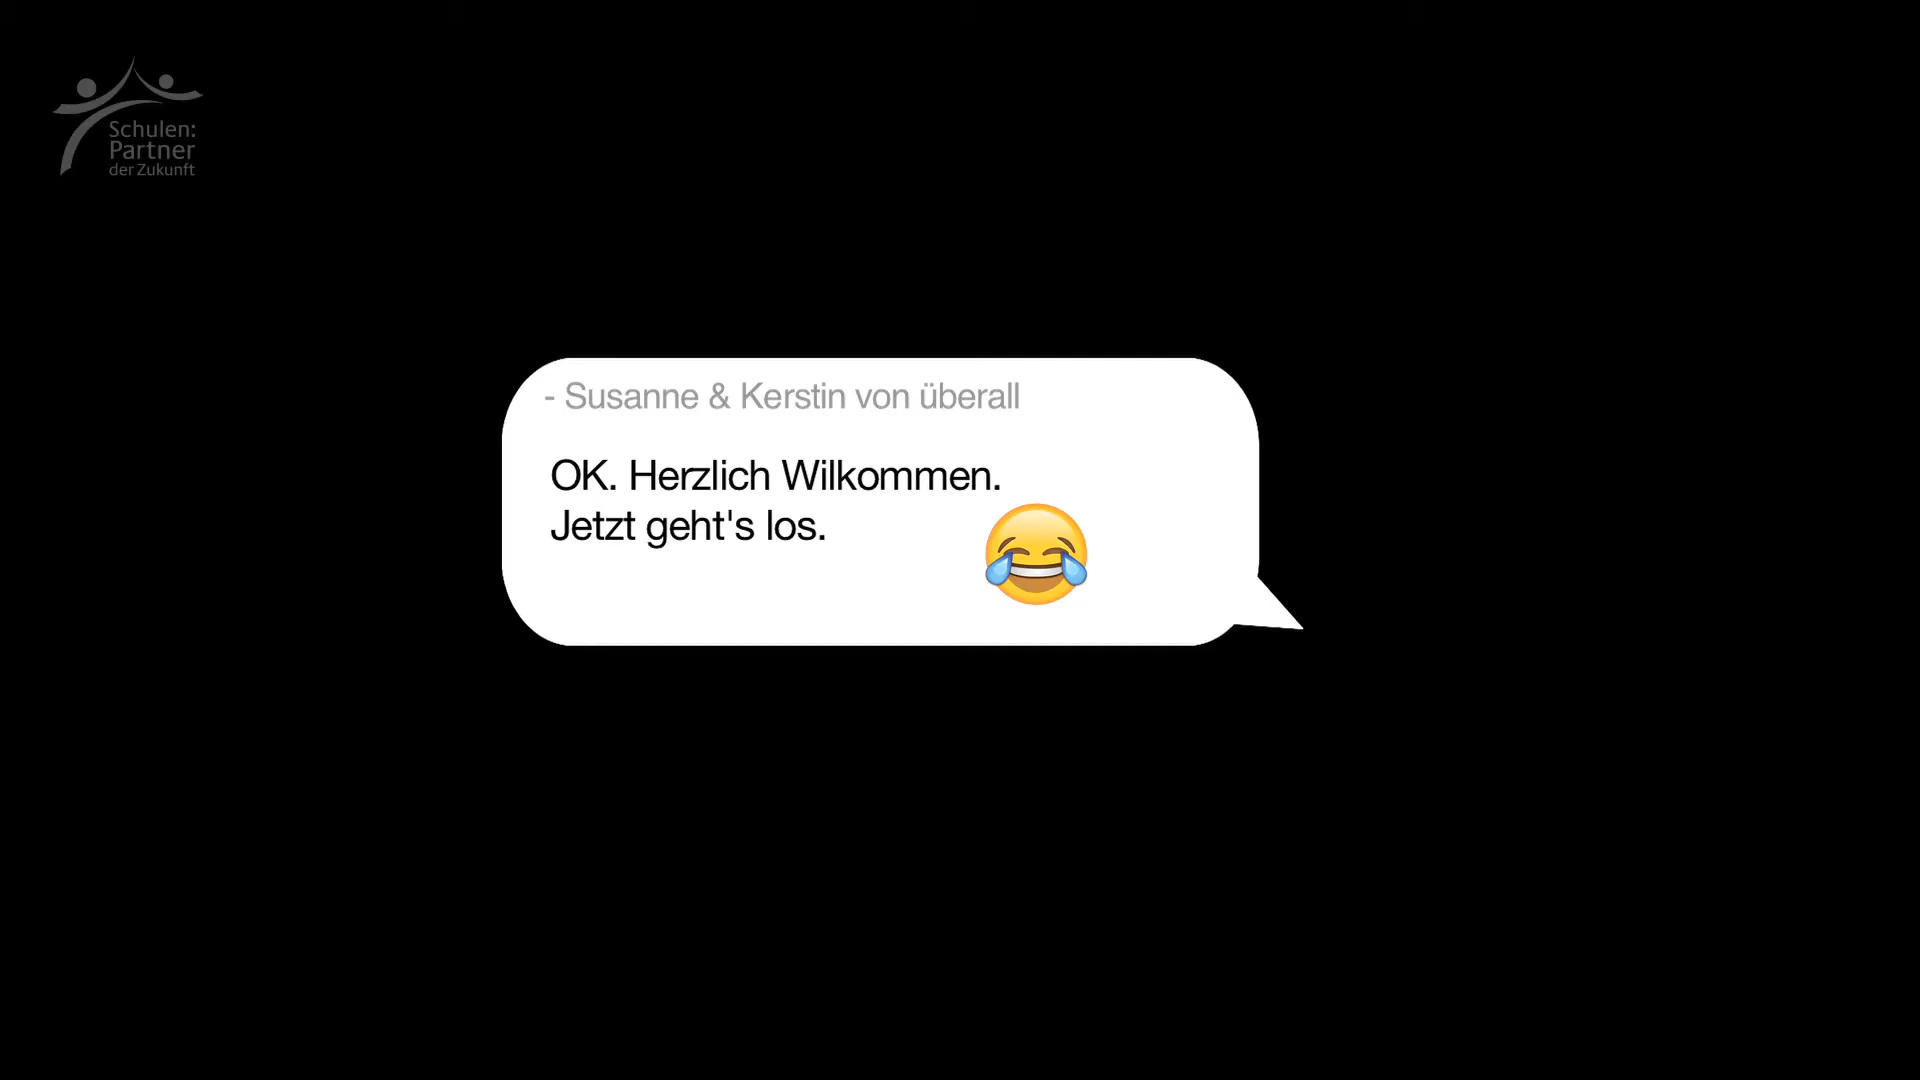 Schulen:
Partner
der Zukunft
- Susanne & Kerstin von überall
OK. Herzlich Wilkommen.
Jetzt geht's los.